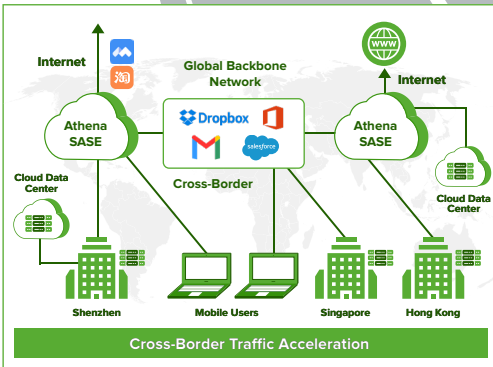 Internet
Global Backbone
Network
WWW
Internet
Dropbox
salesforce
Athena
SASE
Athena
SASE
Cloud Data
Center
Cross-Border
Cloud Data
Center
Shenzhen
Mobile Users
Singapore
Hong Kong
Cross-Border Traffic Acceleration